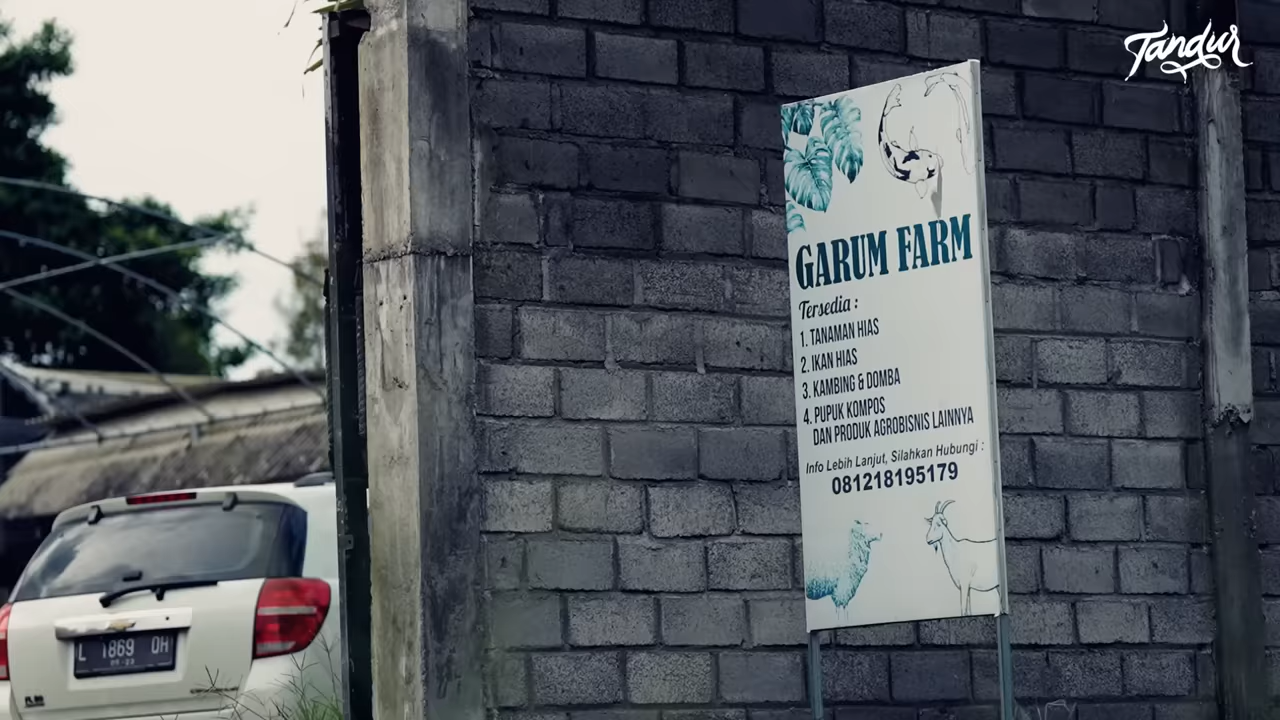 Tandur
GARUM FARM
Tersedia :
1. TANAMAN HIAS
2. IKAN HIAS
3. KAMBING & DOMBA
4. PUPUK KOMPOS
DAN PRODUK AGROBISNIS LAINNYA
Info Lebih Lanjut, Silahkan Hubungi :
081218195179
L 1869 OH